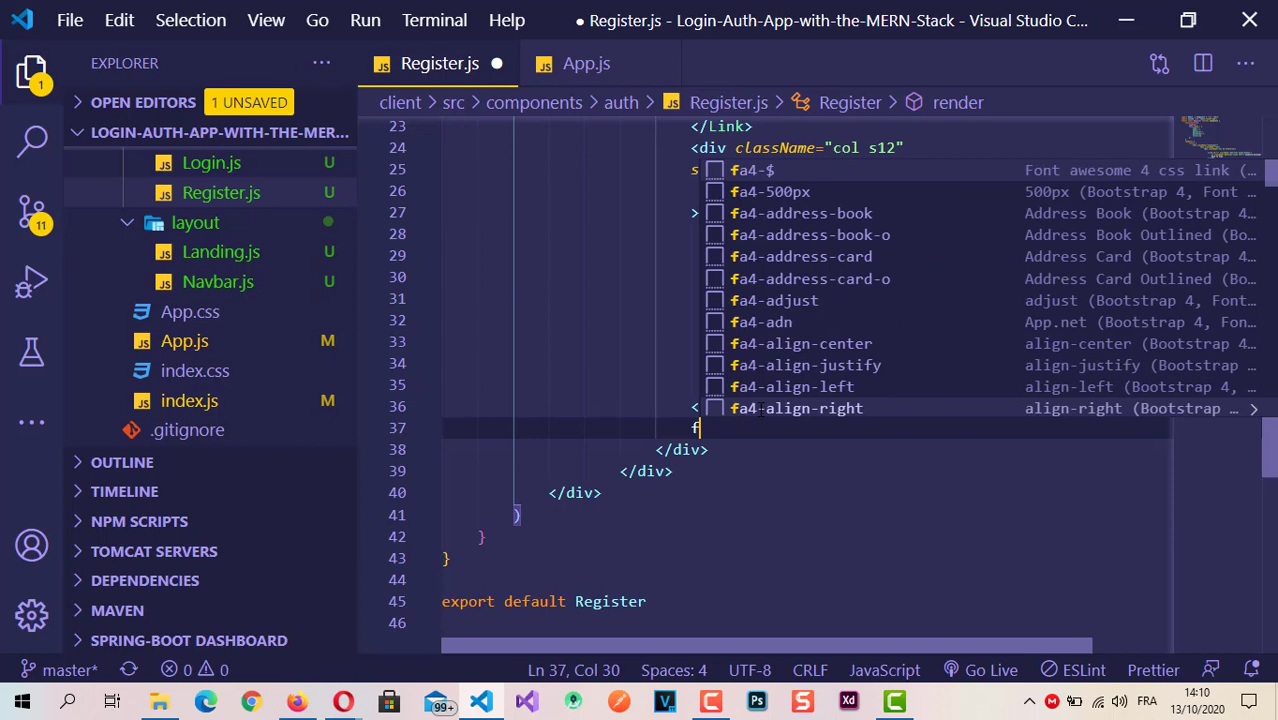 File Edit Selection View Go Run Terminal Help
● Register.js - Login-Auth-App-with-the-MERN-Stack - Visual Studio C...
EXPLORER ...
Register.js ● App.js
OPEN EDITORS 1 UNSAVED
client > src > components > auth > Register.js > Register > render
LOGIN-AUTH-APP-WITH-THE-MER...
Login.js U
Register.js U
layout
Landing.js U
Navbar.js U
App.css
App.js M
index.css
index.js M
.gitignore
OUTLINE
TIMELINE
NPM SCRIPTS
TOMCAT SERVERS
DEPENDENCIES
MAVEN
SPRING-BOOT DASHBOARD
1
11
23 </Link>
24 <div className="col s12"
25 s
26
27 >
28
29
30
31
32
33
34
35
36 <
37 f
38 </div>
39 </div>
40 </div>
41 )
42 }
43 }
44
45 export default Register
46
fa4-$ Font awesome 4 css link (...
fa4-500px 500px (Bootstrap 4, Font ...
fa4-address-book Address Book (Bootstrap 4...
fa4-address-book-o Address Book Outlined (Bo...
fa4-address-card Address Card (Bootstrap 4...
fa4-address-card-o Address Card Outlined (Bo...
fa4-adjust adjust (Bootstrap 4, Font...
fa4-adn App.net (Bootstrap 4, Fon...
fa4-align-center align-center (Bootstrap 4...
fa4-align-justify align-justify (Bootstrap ...
fa4-align-left align-left (Bootstrap 4, ...
fa4-align-right align-right (Bootstrap ...
master* 0 0 Ln 37, Col 30 Spaces: 4 UTF-8 CRLF JavaScript Go Live ESLint Prettier
99+ Ps Xd FRA 14:10
13/10/2020